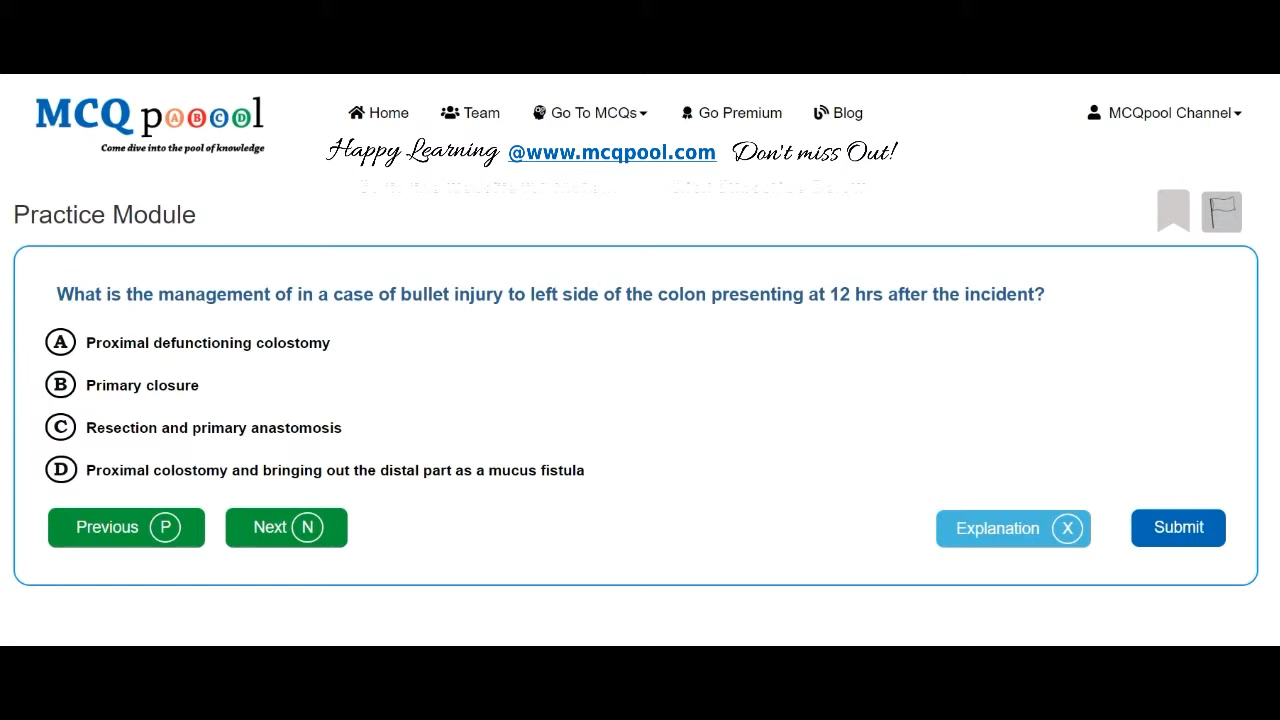 MCQ pABCDl
Come dive into the pool of knowledge
Home Team Go To MCQs Go Premium Blog MCQpool Channel
Happy Learning @www.mcqpool.com Don't miss Out!
Practice Module
What is the management of in a case of bullet injury to left side of the colon presenting at 12 hrs after the incident?
A Proximal defunctioning colostomy
B Primary closure
C Resection and primary anastomosis
D Proximal colostomy and bringing out the distal part as a mucus fistula
Previous P Next N Explanation X Submit